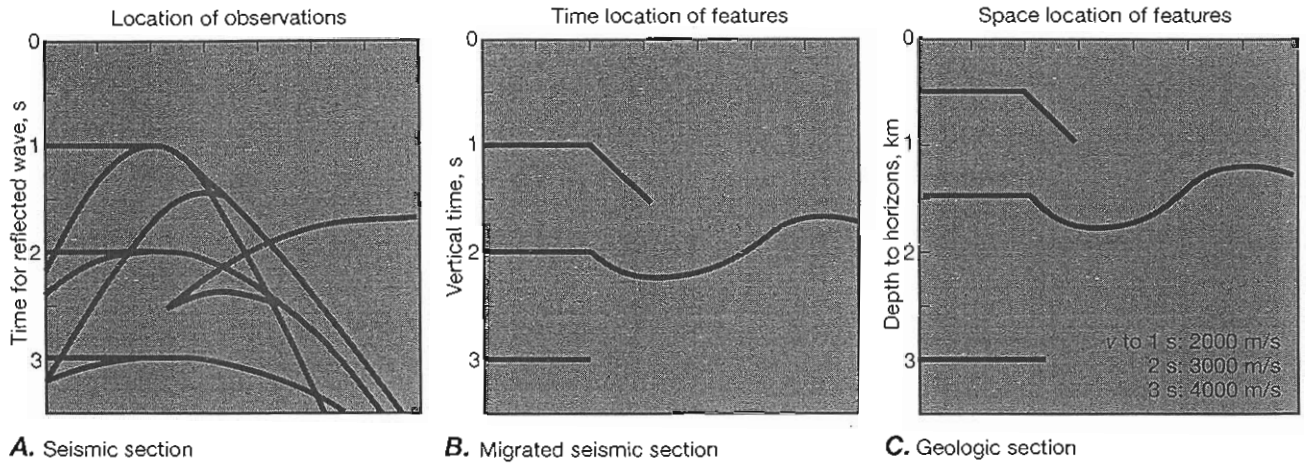 Location of observations
0
1
2
3
Time for reflected wave, s
A. Seismic section
Time location of features
0
1
2
3
Vertical time, s
B. Migrated seismic section
Space location of features
0
1
2
3
Depth to horizons, km
v to 1 s: 2000 m/s
2 s: 3000 m/s
3 s: 4000 m/s
C. Geologic section